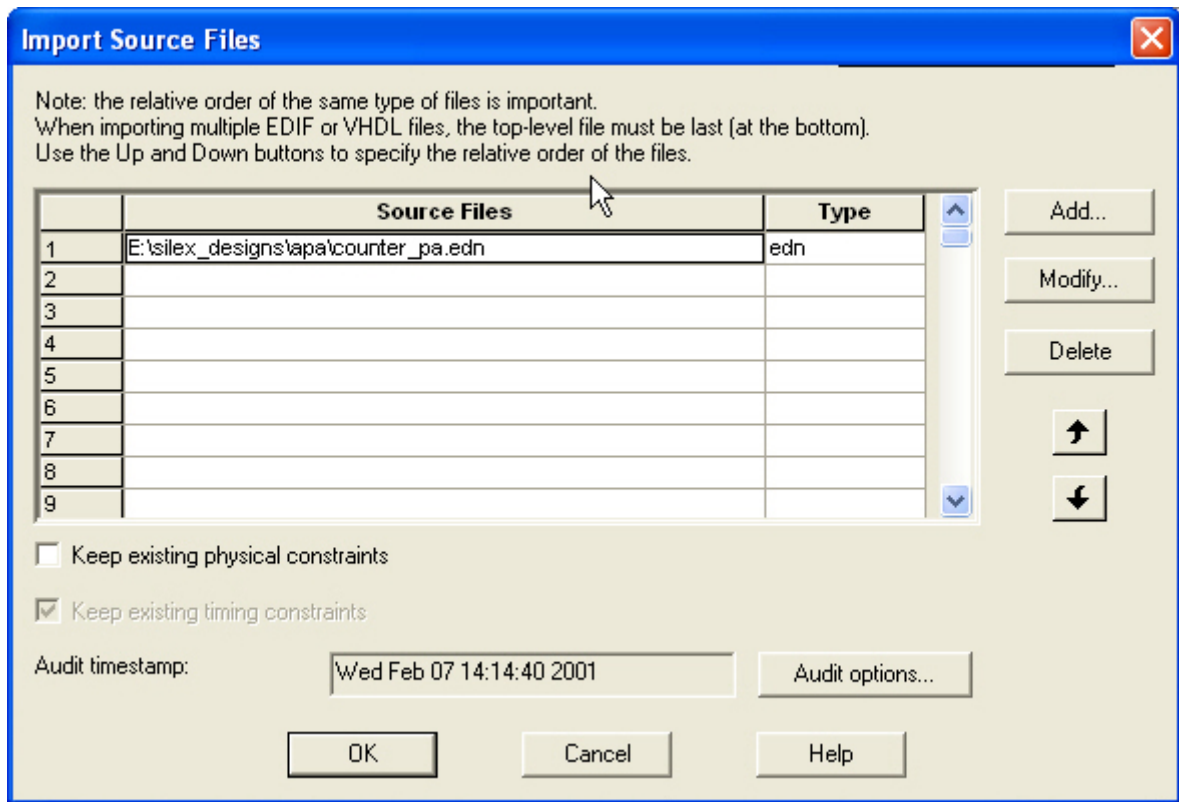 Import Source Files
Note: the relative order of the same type of files is important.
When importing multiple EDIF or VHDL files, the top-level file must be last (at the bottom).
Use the Up and Down buttons to specify the relative order of the files.
Source Files Type
1 E:\silex_designs\apa\counter_pa.edn edn
2
3
4
5
6
7
8
9
Add...
Modify...
Delete
Keep existing physical constraints
Keep existing timing constraints
Audit timestamp: Wed Feb 07 14:14:40 2001 Audit options...
OK Cancel Help